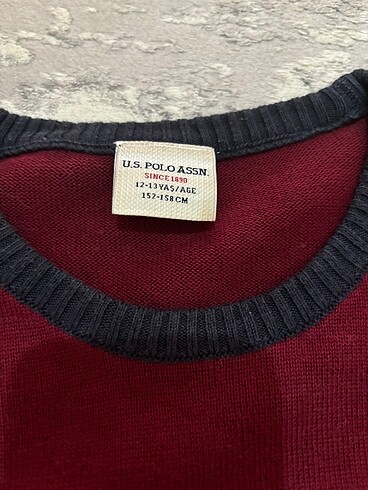 U.S. POLO ASSN.
SINCE 1890
12-13 YAŞ/AGE
152-158 CM